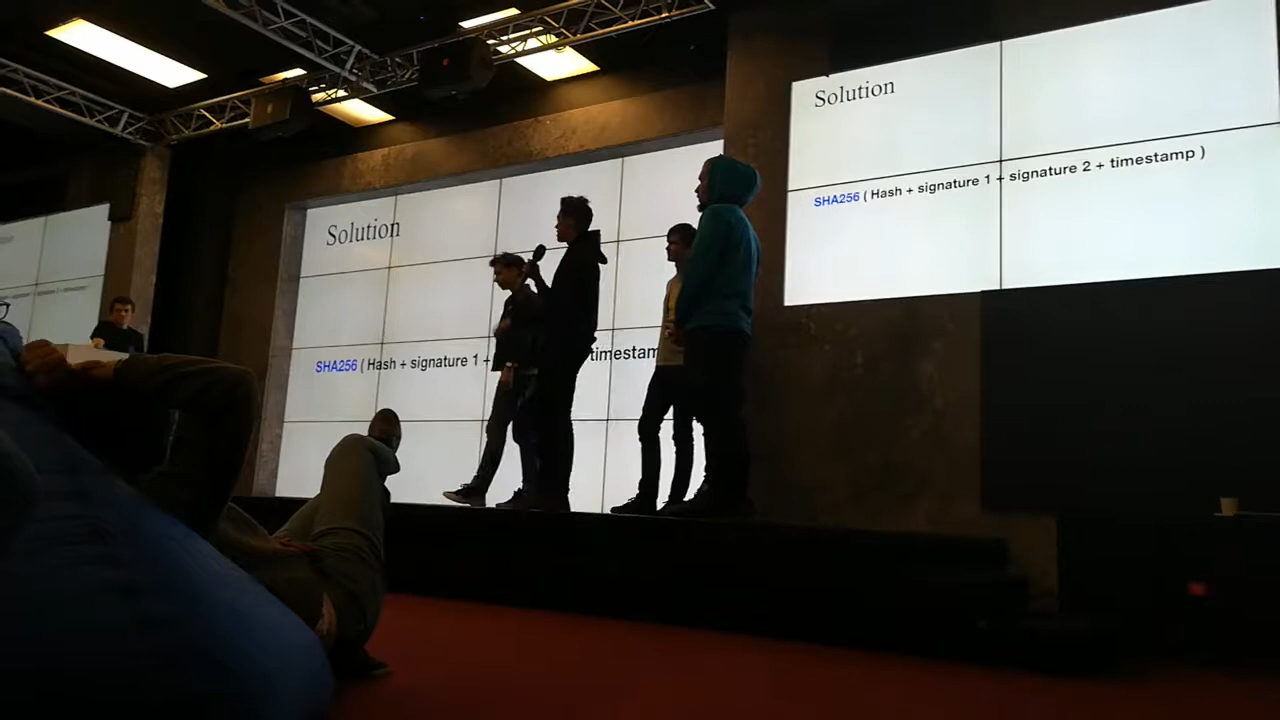 Solution
SHA256 ( Hash + signature 1 +
timestam
Solution
SHA256 ( Hash + signature 1 + signature 2 + timestamp )